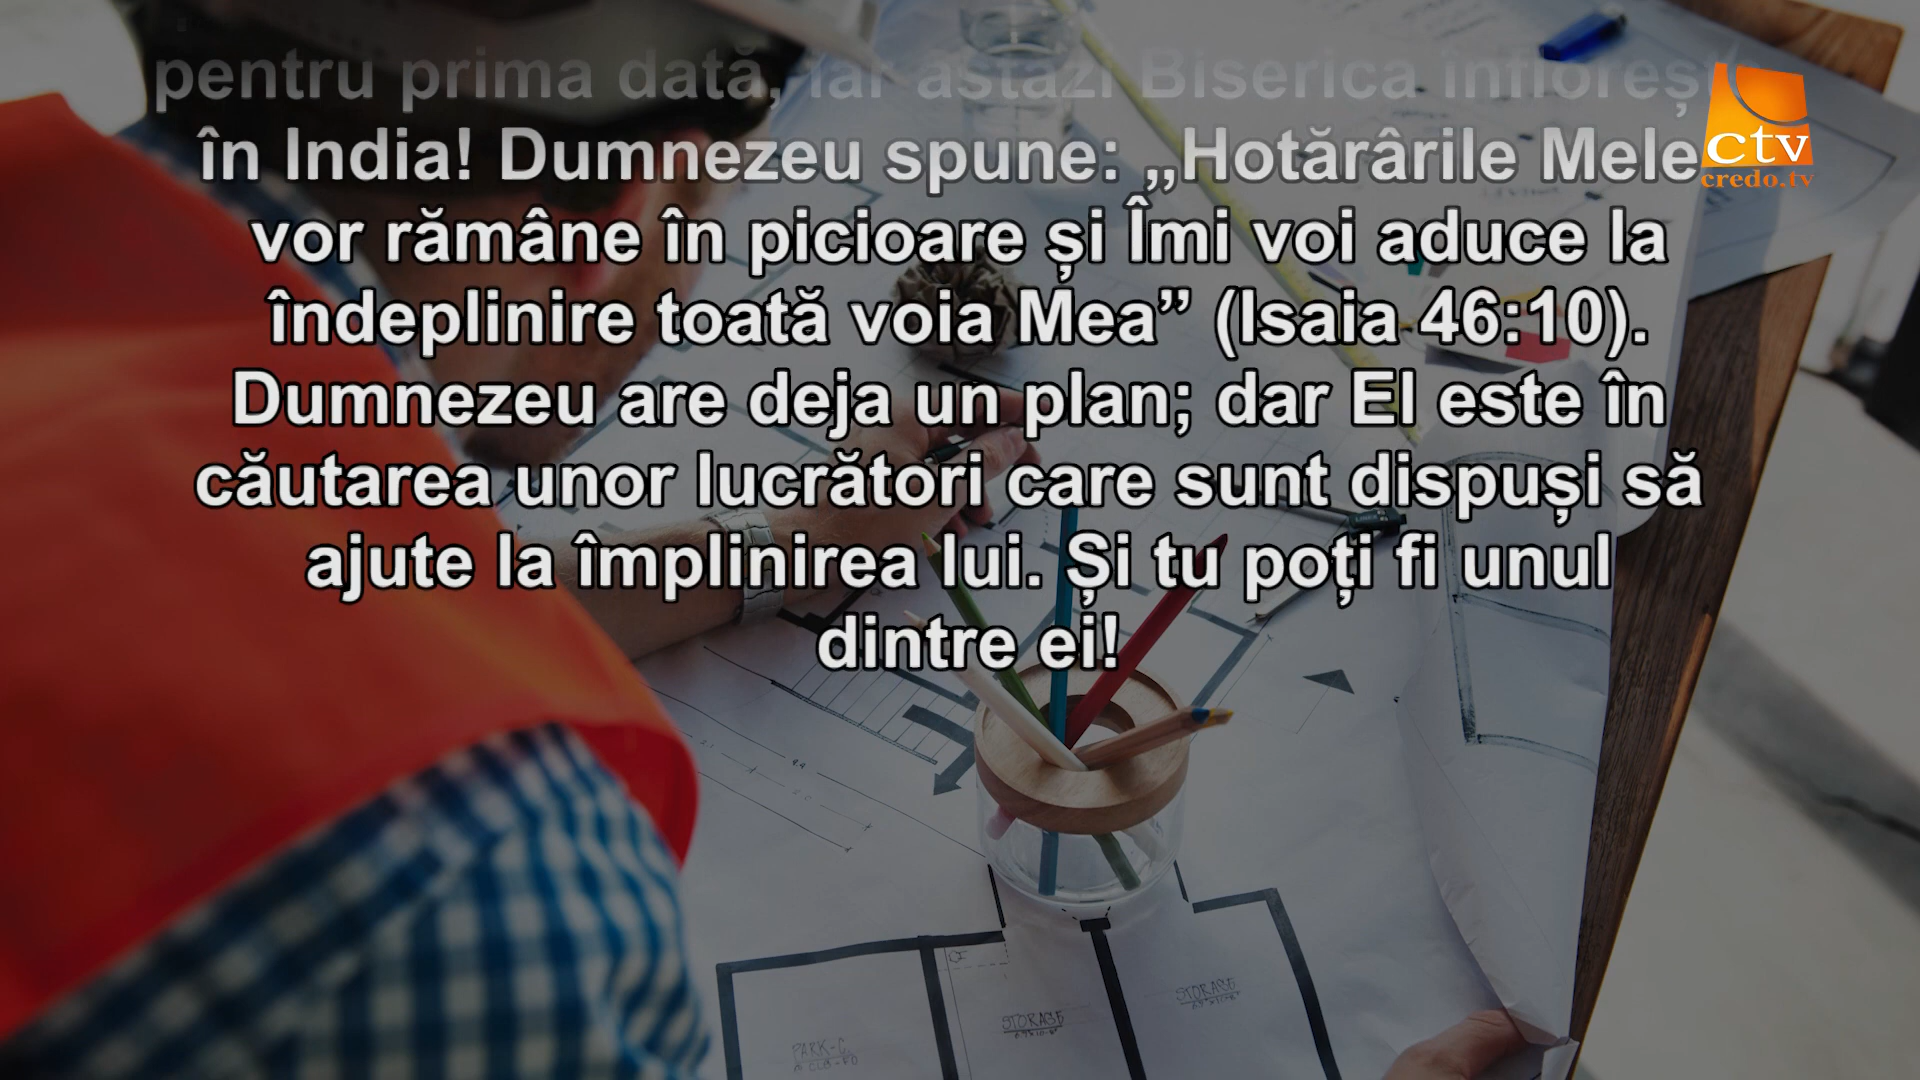 pentru prima dată, iar astăzi Biserica înflorește
în India! Dumnezeu spune: „Hotărârile Mele
vor rămâne în picioare și Îmi voi aduce la
îndeplinire toată voia Mea” (Isaia 46:10).
Dumnezeu are deja un plan; dar El este în
căutarea unor lucrători care sunt dispuși să
ajute la împlinirea lui. Și tu poți fi unul
dintre ei!
ctv
credo.tv
STORAGE
STORAGE